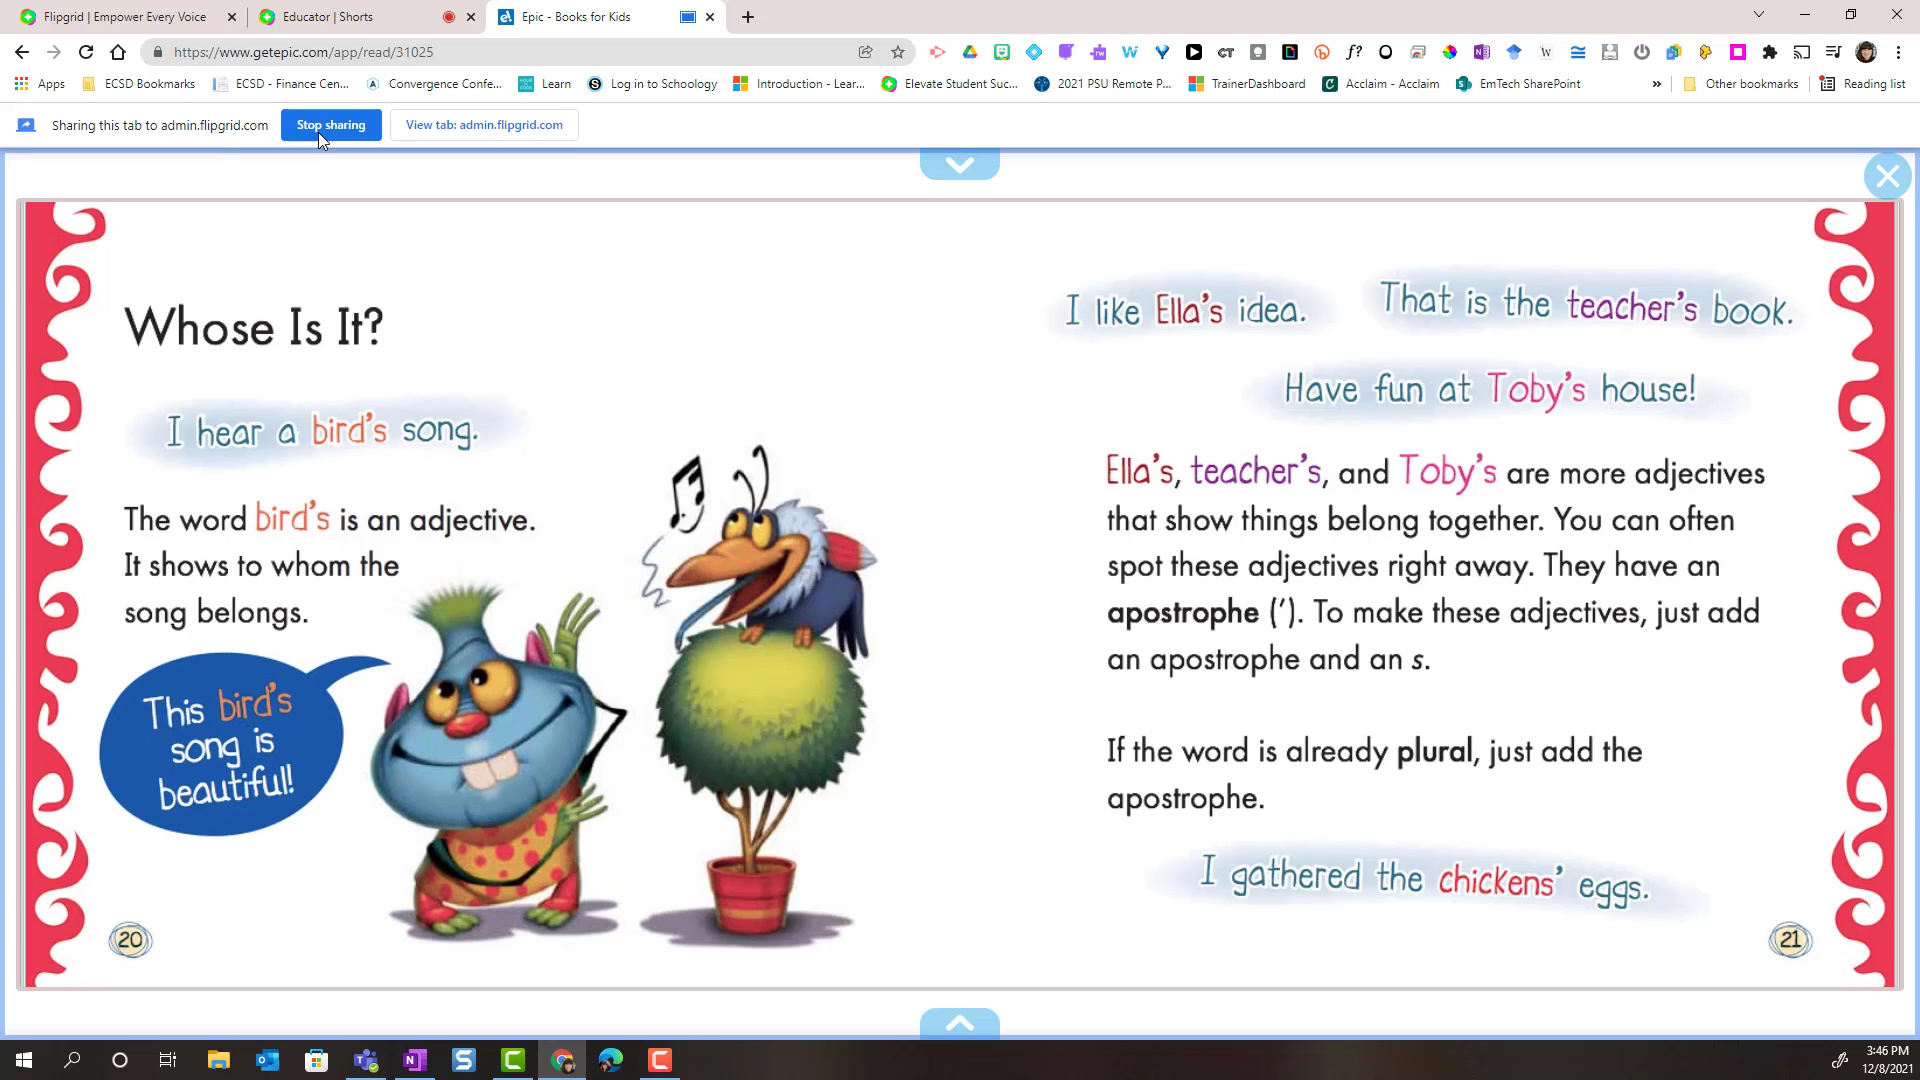 Flipgrid | Empower Every Voice
Educator | Shorts
Epic - Books for Kids
https://www.getepic.com/app/read/31025
Apps
ECSD Bookmarks
ECSD - Finance Cen...
Convergence Confe...
Learn
Log in to Schoology
Introduction - Lear...
Elevate Student Suc...
2021 PSU Remote P...
TrainerDashboard
Acclaim - Acclaim
EmTech SharePoint
»
Other bookmarks
Reading list
Sharing this tab to admin.flipgrid.com
Stop sharing
View tab: admin.flipgrid.com
Whose Is It?
I hear a bird's song.
The word bird's is an adjective.
It shows to whom the
song belongs.
This bird's
song is
beautiful!
20
I like Ella's idea.
That is the teacher's book.
Have fun at Toby's house!
Ella's, teacher's, and Toby's are more adjectives
that show things belong together. You can often
spot these adjectives right away. They have an
apostrophe ('). To make these adjectives, just add
an apostrophe and an s.
If the word is already plural, just add the
apostrophe.
I gathered the chickens' eggs.
21
3:46 PM
12/8/2021